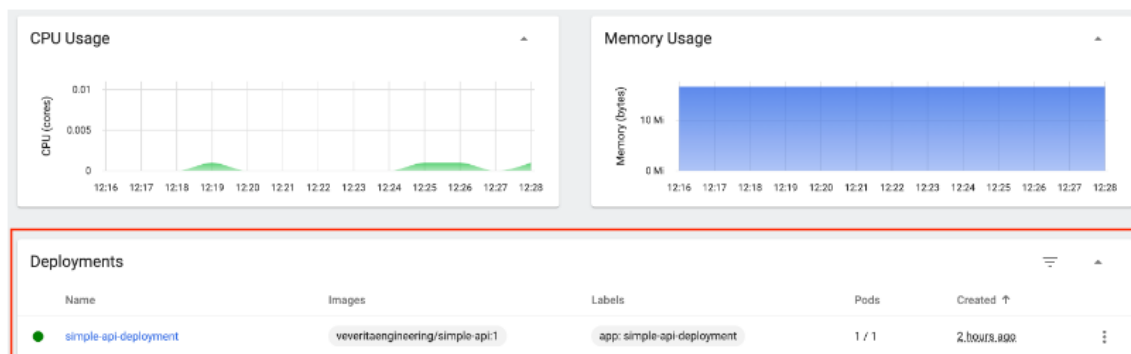 CPU Usage
CPU (cores)
0.01
0.005
0
12:16 12:17 12:18 12:19 12:20 12:21 12:22 12:23 12:24 12:25 12:26 12:27 12:28
Memory Usage
Memory (bytes)
10 Mi
0 Mi
12:16 12:17 12:18 12:19 12:20 12:21 12:22 12:23 12:24 12:25 12:26 12:27 12:28
Deployments
Name Images Labels Pods Created ↑
simple-api-deployment veveritaengineering/simple-api:1 app: simple-api-deployment 1 / 1 2 hours ago